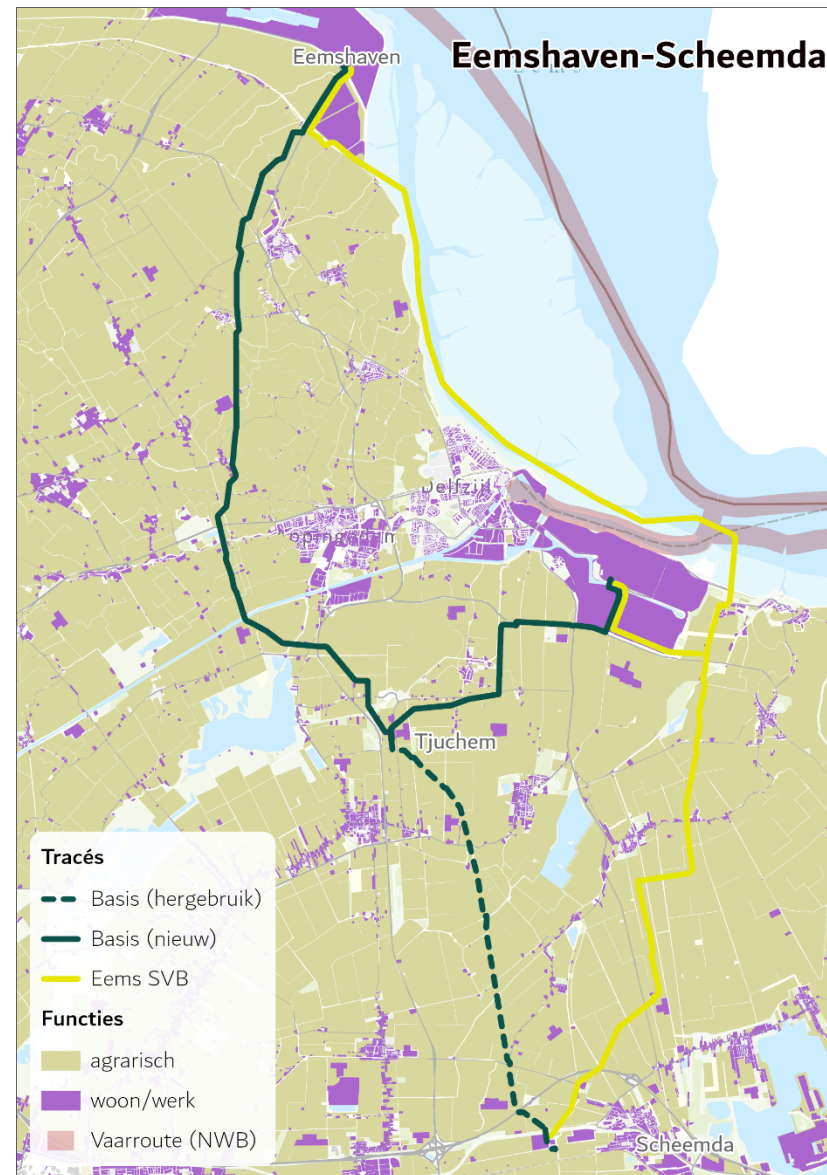 Eemshaven
Eemshaven-Scheemda
Delfzijl
Tjuchem
Scheemda
Tracés
Basis (hergebruik)
Basis (nieuw)
Eems SVB
Functies
agrarisch
woon/werk
Vaarroute (NWB)